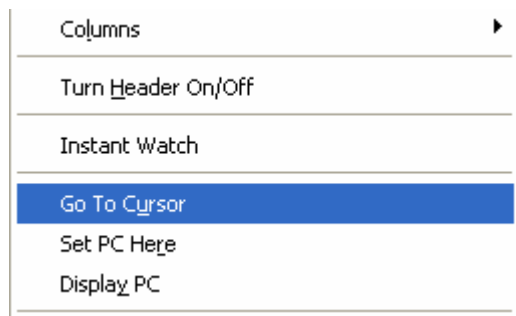 Columns
Turn Header On/Off
Instant Watch
Go To Cursor
Set PC Here
Display PC